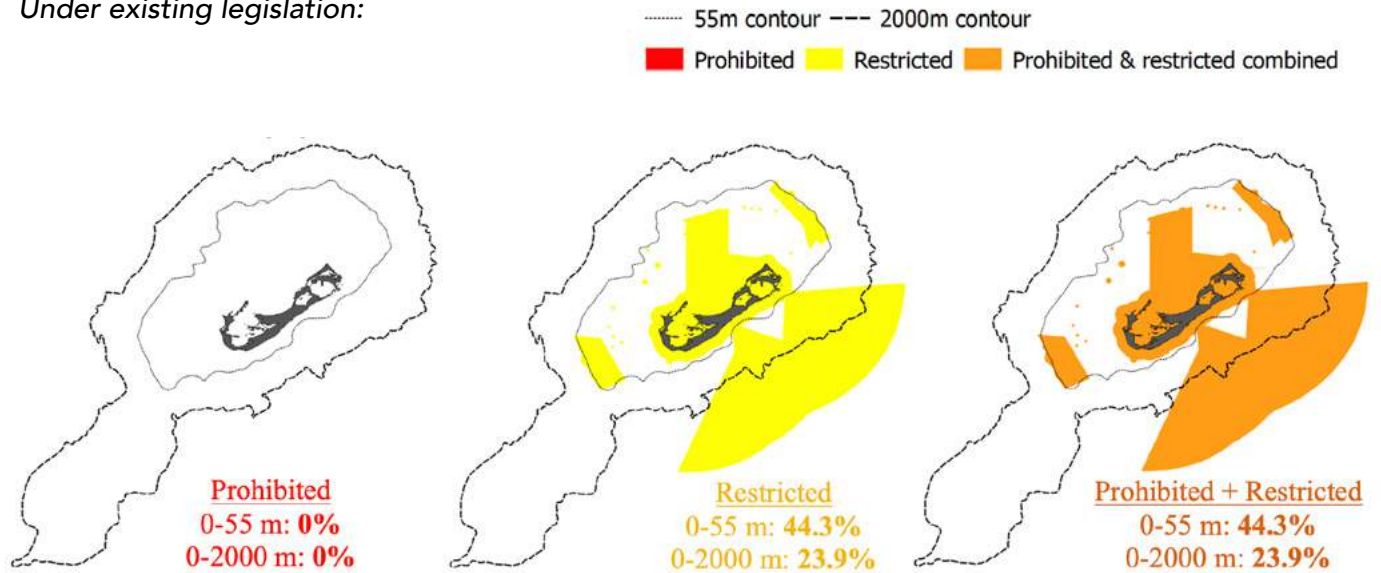 Under existing legislation:
55m contour 2000m contour
Prohibited Restricted Prohibited & restricted combined
Prohibited
0-55 m: 0%
0-2000 m: 0%
Restricted
0-55 m: 44.3%
0-2000 m: 23.9%
Prohibited + Restricted
0-55 m: 44.3%
0-2000 m: 23.9%